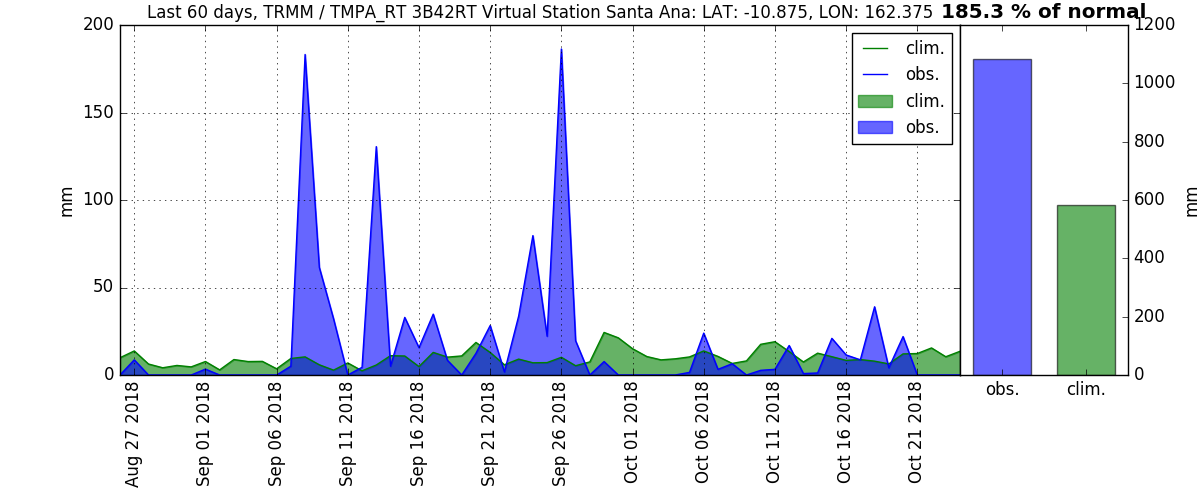 Last 60 days, TRMM / TMPA_RT 3B42RT Virtual Station Santa Ana: LAT: -10.875, LON: 162.375 185.3 % of normal
200
150
100
50
0
mm
clim.
obs.
clim.
obs.
1200
1000
800
600
400
200
0
mm
obs.
clim.
Aug 27 2018
Sep 01 2018
Sep 06 2018
Sep 11 2018
Sep 16 2018
Sep 21 2018
Sep 26 2018
Oct 01 2018
Oct 06 2018
Oct 11 2018
Oct 16 2018
Oct 21 2018